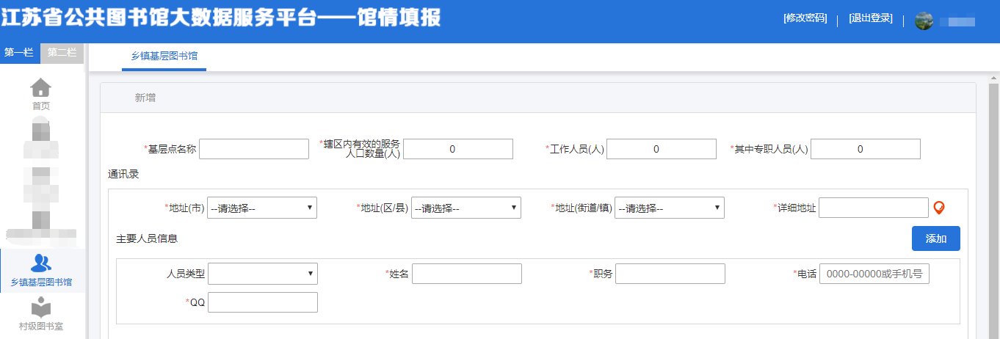 江苏省公共图书馆大数据服务平台——馆情填报
[修改密码] | [退出登录] |
第一栏 第二栏
乡镇基层图书馆
首页
新增
*基层点名称 *辖区内有效的服务人口数量(人) 0 *工作人员(人) 0 *其中专职人员(人) 0
通讯录
*地址(市) --请选择-- *地址(区/县) --请选择-- *地址(街道/镇) --请选择-- *详细地址
主要人员信息 添加
乡镇基层图书馆
人员类型 *姓名 *职务 *电话 0000-00000或手机号
*QQ
村级图书室